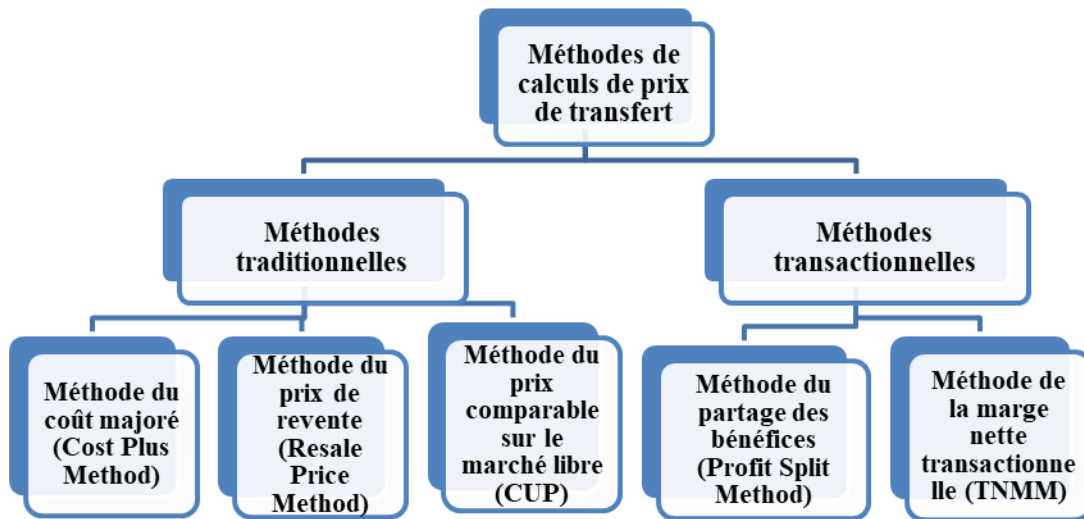 Méthodes de
calculs de prix
de transfert
Méthodes
traditionnelles
Méthodes
transactionnelles
Méthode du
coût majoré
(Cost Plus
Method)
Méthode du
prix de
revente
(Resale
Price
Method)
Méthode du
prix
comparable
sur le
marché libre
(CUP)
Méthode du
partage des
bénéfices
(Profit Split
Method)
Méthode de
la marge
nette
transactionne
lle (TNMM)